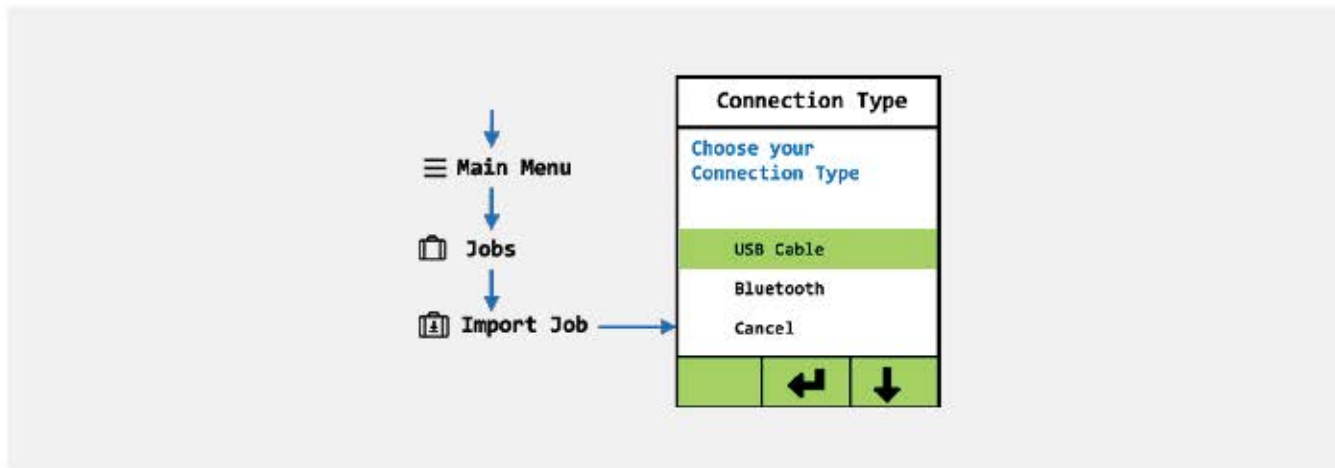 Main Menu
Jobs
Import Job
Connection Type
Choose your
Connection Type
USB Cable
Bluetooth
Cancel